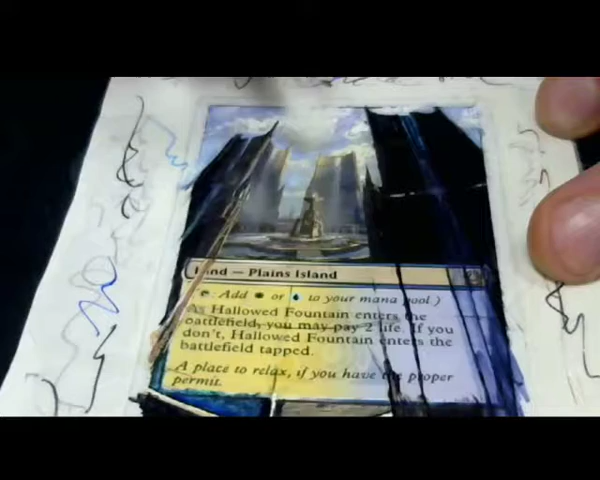 Land — Plains Island
: Add or to your mana pool )
As Hallowed Fountain enters the
battlefield, you may pay 2 life. If you
don't, Hallowed Fountain enters the
battlefield tapped.
A place to relax, if you have the proper
permit.